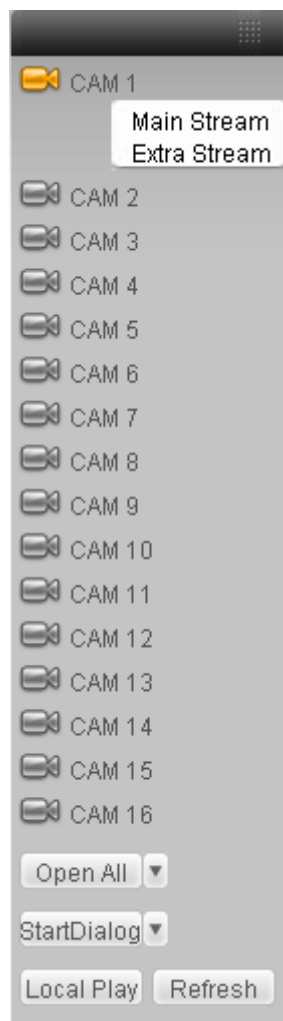 CAM 1
Main Stream
Extra Stream
CAM 2
CAM 3
CAM 4
CAM 5
CAM 6
CAM 7
CAM 8
CAM 9
CAM 10
CAM 11
CAM 12
CAM 13
CAM 14
CAM 15
CAM 16
Open All
StartDialog
Local Play Refresh